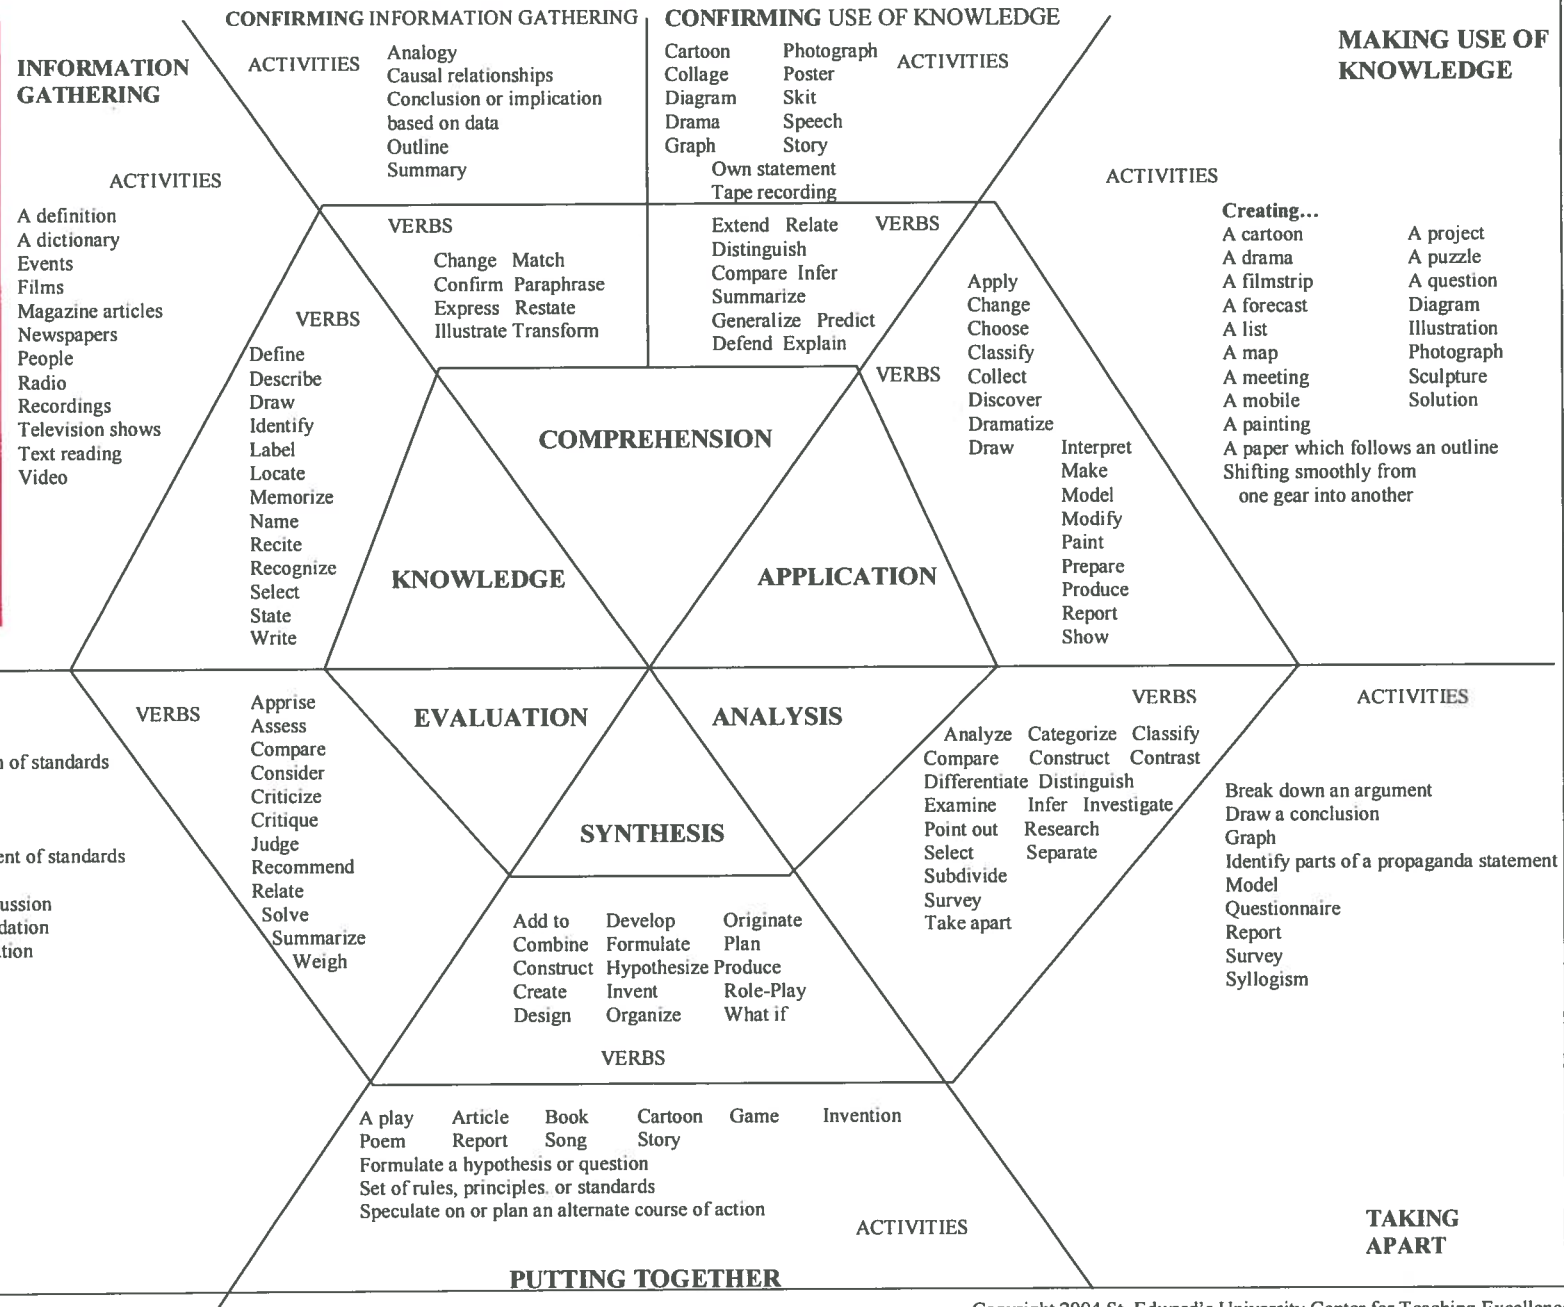 CONFIRMING INFORMATION GATHERING
CONFIRMING USE OF KNOWLEDGE
INFORMATION
GATHERING
MAKING USE OF
KNOWLEDGE
ACTIVITIES
Analogy
Causal relationships
Conclusion or implication
based on data
Outline
Summary
Cartoon Photograph
Collage Poster
Diagram Skit
Drama Speech
Graph Story
Own statement
Tape recording
ACTIVITIES
ACTIVITIES
A definition
A dictionary
Events
Films
Magazine articles
Newspapers
People
Radio
Recordings
Television shows
Text reading
Video
VERBS
Change Match
Confirm Paraphrase
Express Restate
Illustrate Transform
Extend Relate
Distinguish
Compare Infer
Summarize
Generalize Predict
Defend Explain
VERBS
ACTIVITIES
Creating...
A cartoon A project
A drama A puzzle
A filmstrip A question
A forecast Diagram
A list Illustration
A map Photograph
A meeting Sculpture
A mobile Solution
A painting
A paper which follows an outline
Shifting smoothly from
one gear into another
VERBS
Define
Describe
Draw
Identify
Label
Locate
Memorize
Name
Recite
Recognize
Select
State
Write
VERBS
Apply
Change
Choose
Classify
Collect
Discover
Dramatize
Draw Interpret
Make
Model
Modify
Paint
Prepare
Produce
Report
Show
COMPREHENSION
KNOWLEDGE
APPLICATION
EVALUATION
ANALYSIS
SYNTHESIS
VERBS
Apprise
Assess
Compare
Consider
Criticize
Critique
Judge
Recommend
Relate
Solve
Summarize
Weigh
of standards
of standards
VERBS
Analyze Categorize Classify
Compare Construct Contrast
Differentiate Distinguish
Examine Infer Investigate
Point out Research
Select Separate
Subdivide
Survey
Take apart
ACTIVITIES
Break down an argument
Draw a conclusion
Graph
Identify parts of a propaganda statement
Model
Questionnaire
Report
Survey
Syllogism
Add to Develop Originate
Combine Formulate Plan
Construct Hypothesize Produce
Create Invent Role-Play
Design Organize What if
VERBS
A play Article Book Cartoon Game Invention
Poem Report Song Story
Formulate a hypothesis or question
Set of rules, principles. or standards
Speculate on or plan an alternate course of action
ACTIVITIES
PUTTING TOGETHER
TAKING
APART